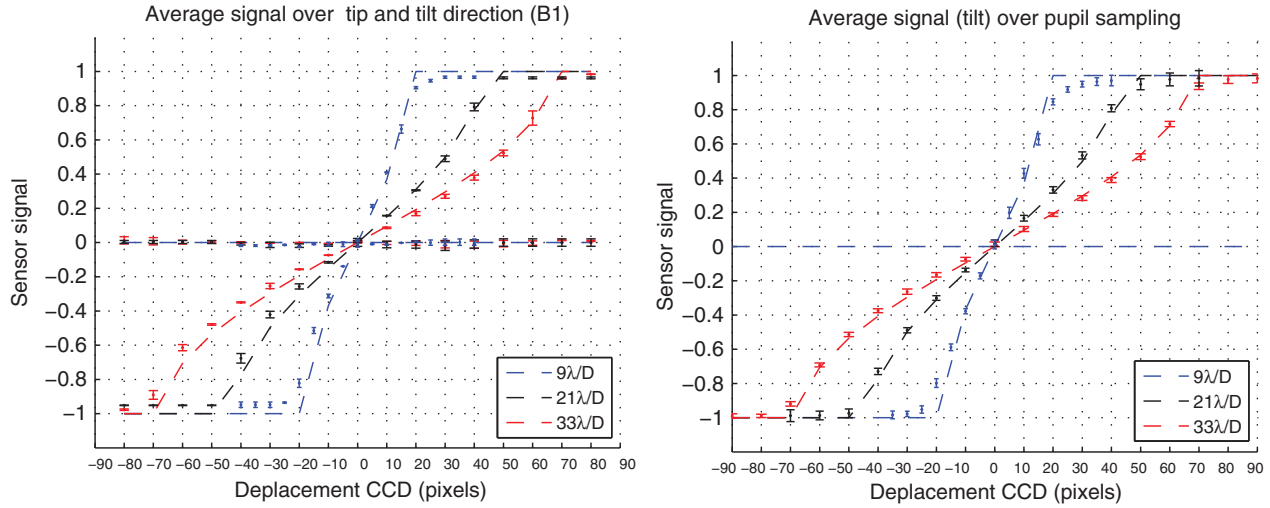 Average signal over tip and tilt direction (B1)
Sensor signal
1
0.8
0.6
0.4
0.2
0
−0.2
−0.4
−0.6
−0.8
−1
9λ/D
21λ/D
33λ/D
−90 −80 −70 −60 −50 −40 −30 −20 −10 0 10 20 30 40 50 60 70 80 90
Deplacement CCD (pixels)
Average signal (tilt) over pupil sampling
Sensor signal
1
0.8
0.6
0.4
0.2
0
−0.2
−0.4
−0.6
−0.8
−1
9λ/D
21λ/D
33λ/D
−90 −80 −70 −60 −50 −40 −30 −20 −10 0 10 20 30 40 50 60 70 80 90
Deplacement CCD (pixels)